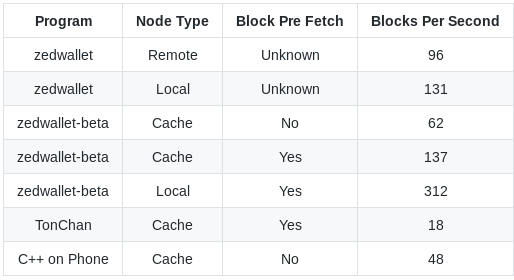 Program Node Type Block Pre Fetch Blocks Per Second
zedwallet Remote Unknown 96
zedwallet Local Unknown 131
zedwallet-beta Cache No 62
zedwallet-beta Cache Yes 137
zedwallet-beta Local Yes 312
TonChan Cache Yes 18
C++ on Phone Cache No 48